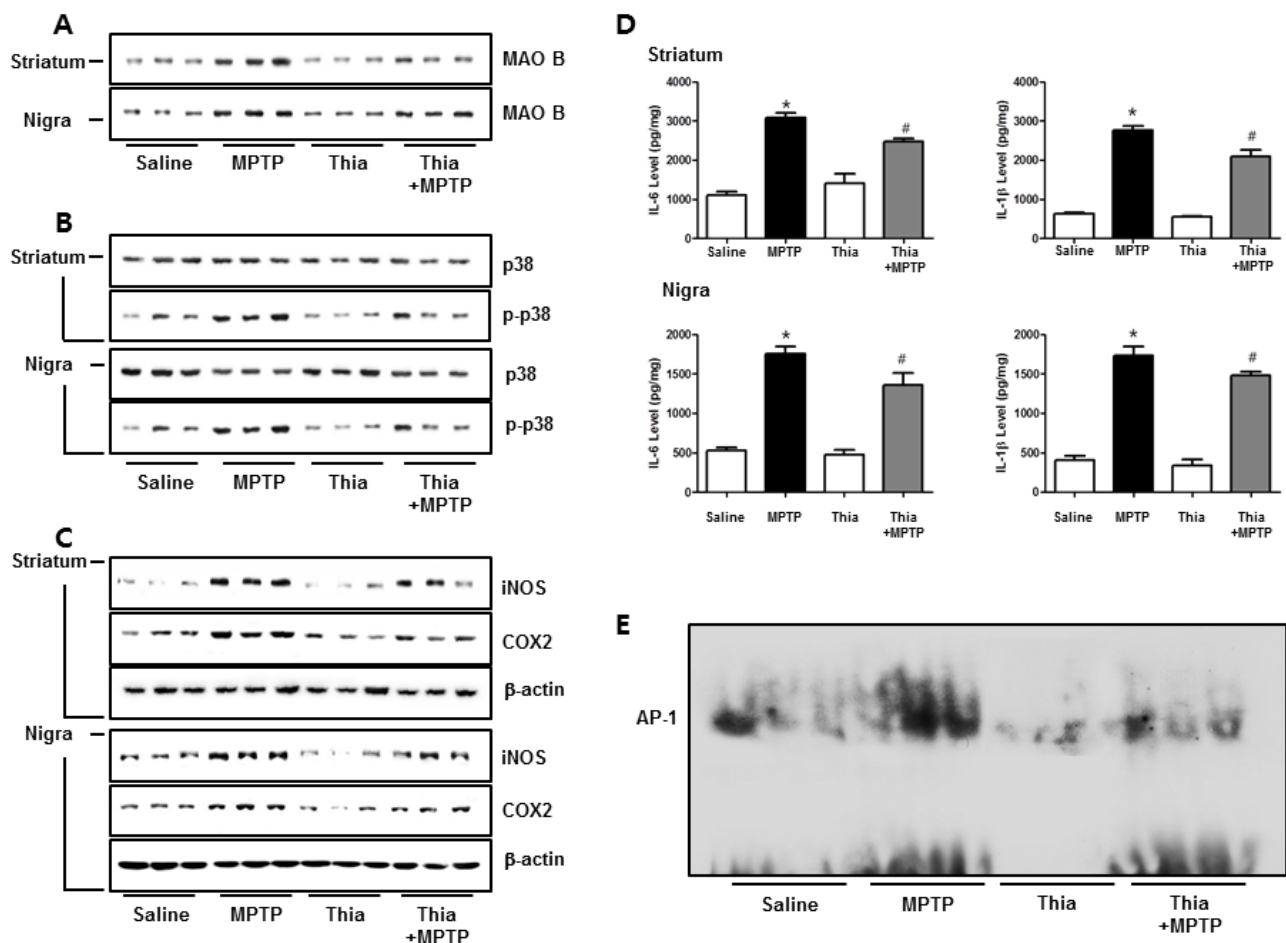 A
Striatum
MAO B
Nigra
MAO B
Saline MPTP Thia Thia
+MPTP
B
Striatum
p38
p-p38
Nigra
p38
p-p38
Saline MPTP Thia Thia
+MPTP
C
Striatum
iNOS
COX2
β-actin
Nigra
iNOS
COX2
β-actin
Saline MPTP Thia Thia
+MPTP
D
Striatum
IL-6 Level (pg/mg)
4000
3000
2000
1000
0
* #
Saline MPTP Thia Thia
+MPTP
IL-1β Level (pg/mg)
4000
3000
2000
1000
0
* #
Saline MPTP Thia Thia
+MPTP
Nigra
IL-6 Level (pg/mg)
2000
1500
1000
500
0
* #
Saline MPTP Thia Thia
+MPTP
IL-1β Level (pg/mg)
2000
1500
1000
500
0
* #
Saline MPTP Thia Thia
+MPTP
E
AP-1
Saline MPTP Thia Thia
+MPTP